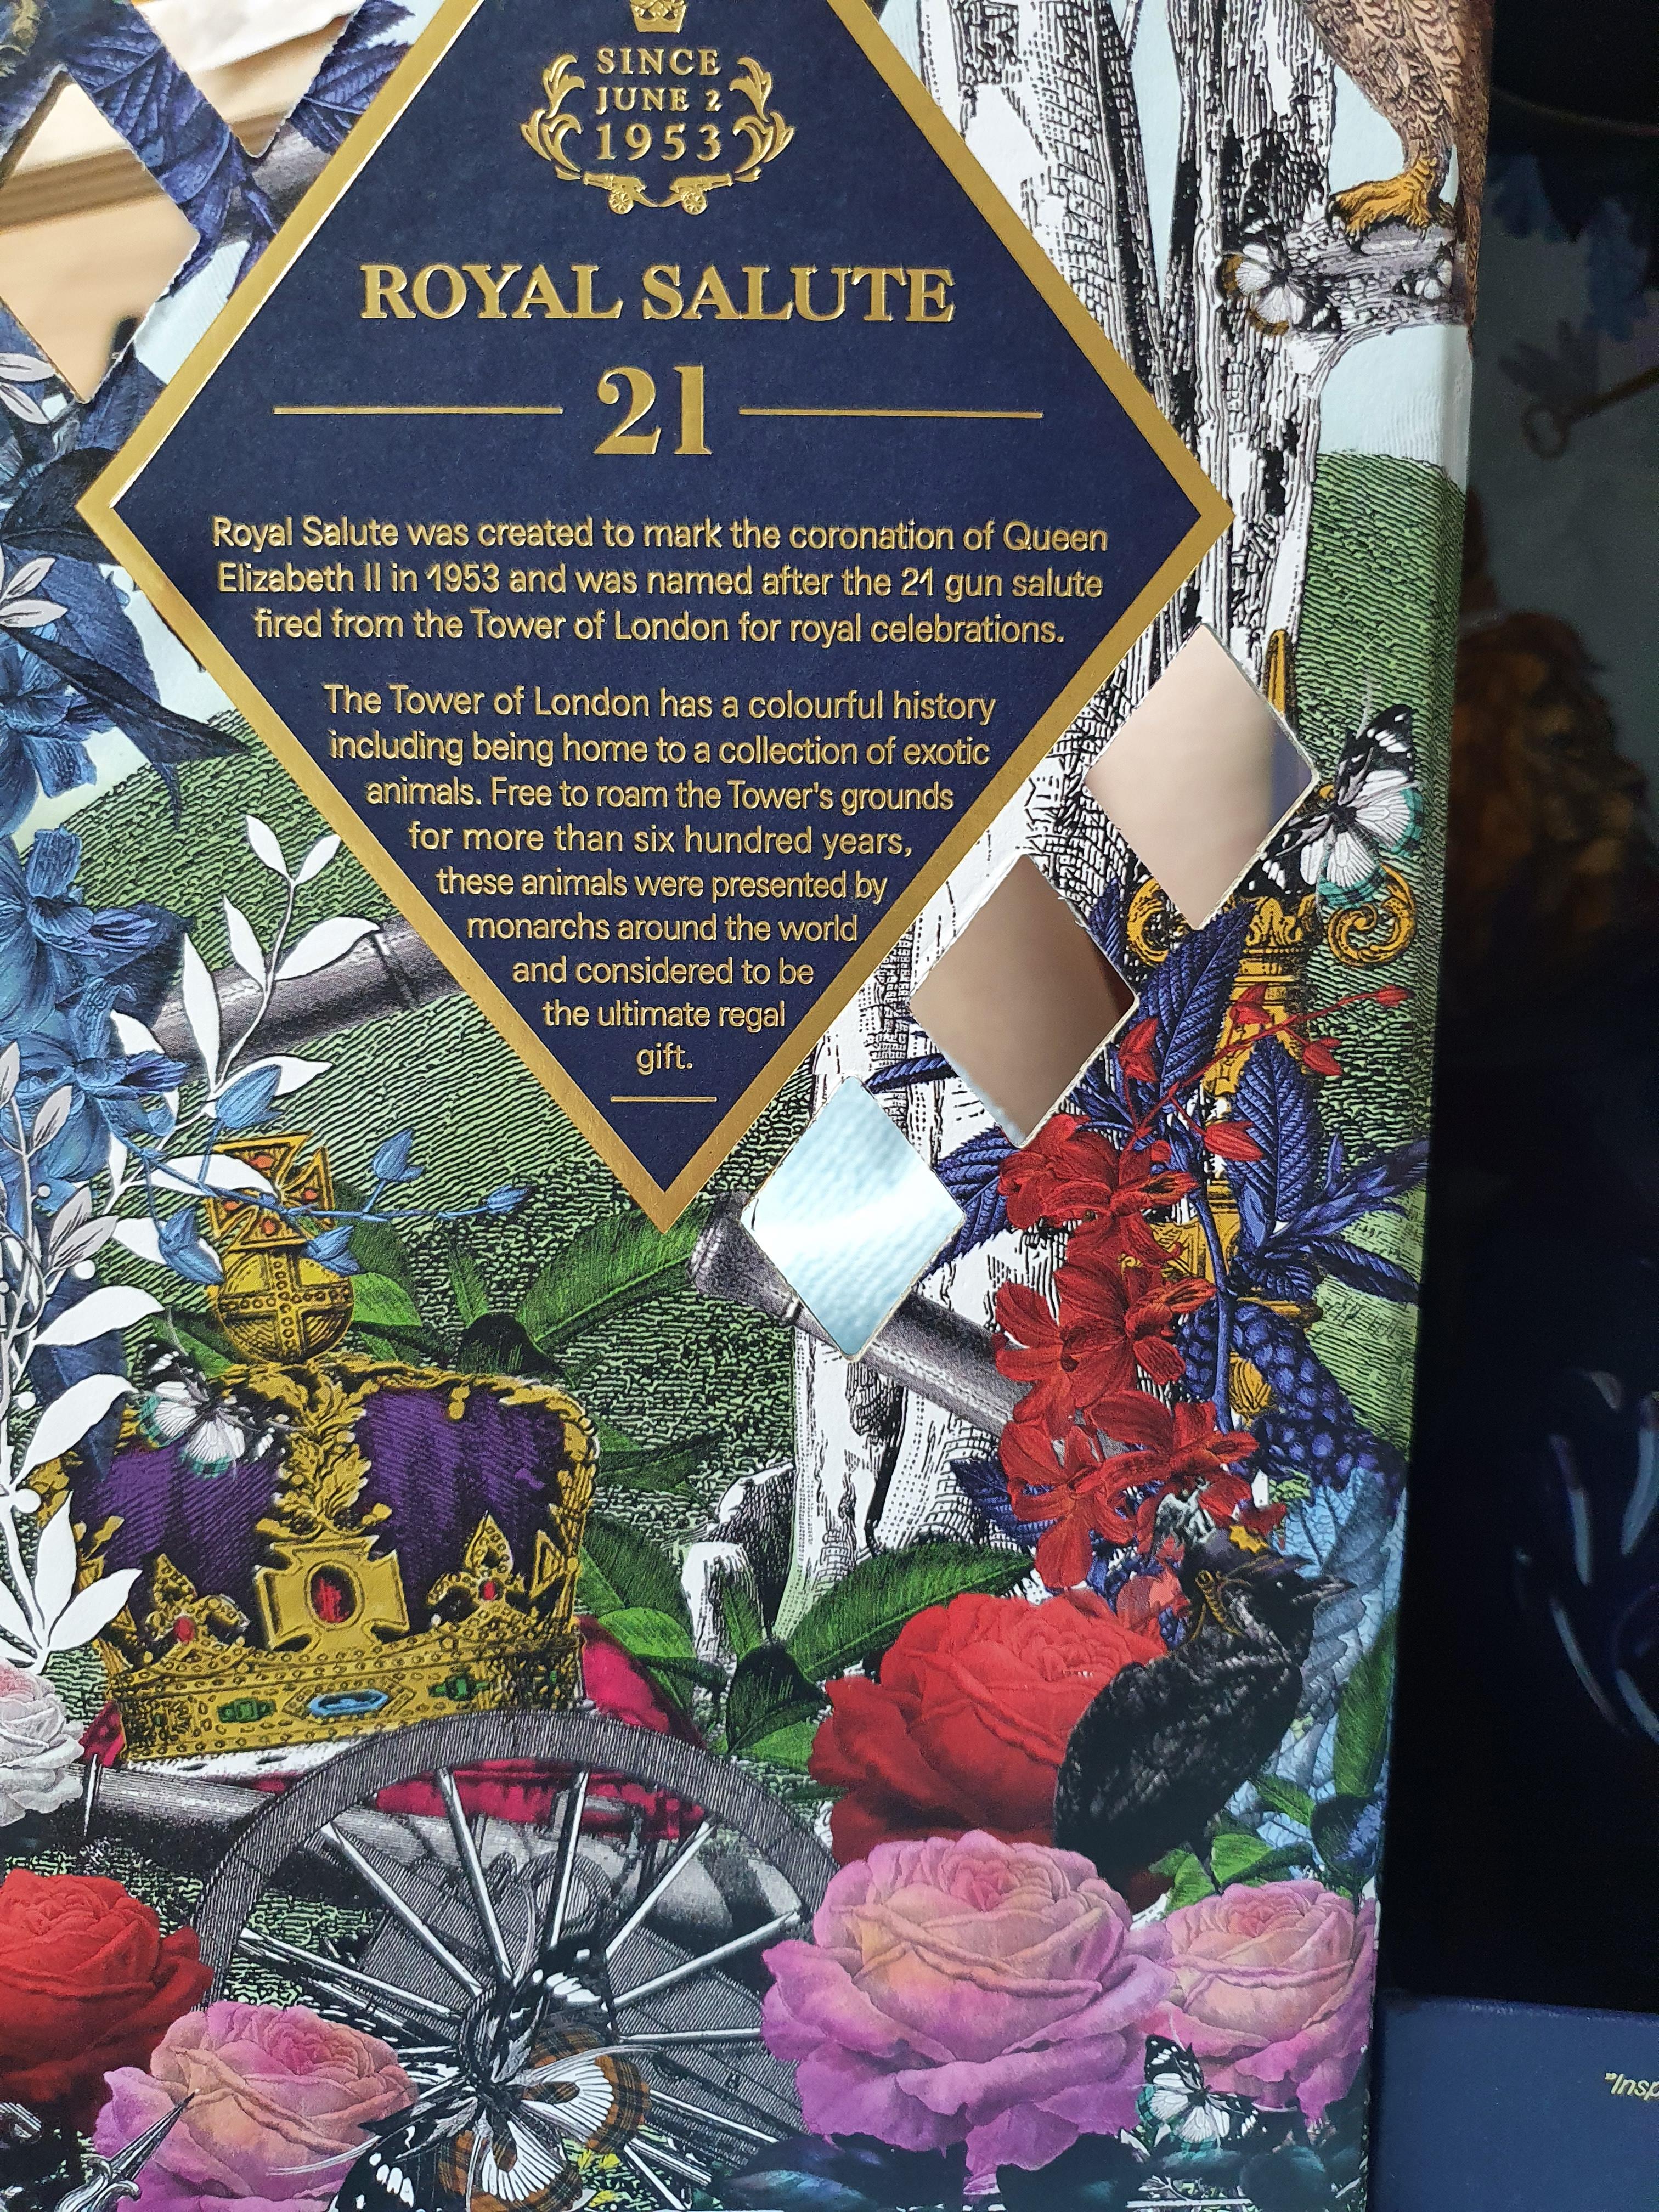 SINCE
JUNE 2
1953
ROYAL SALUTE
21
Royal Salute was created to mark the coronation of Queen
Elizabeth II in 1953 and was named after the 21 gun salute
fired from the Tower of London for royal celebrations.
The Tower of London has a colourful history
including being home to a collection of exotic
animals. Free to roam the Tower's grounds
for more than six hundred years,
these animals were presented by
monarchs around the world
and considered to be
the ultimate regal
gift.